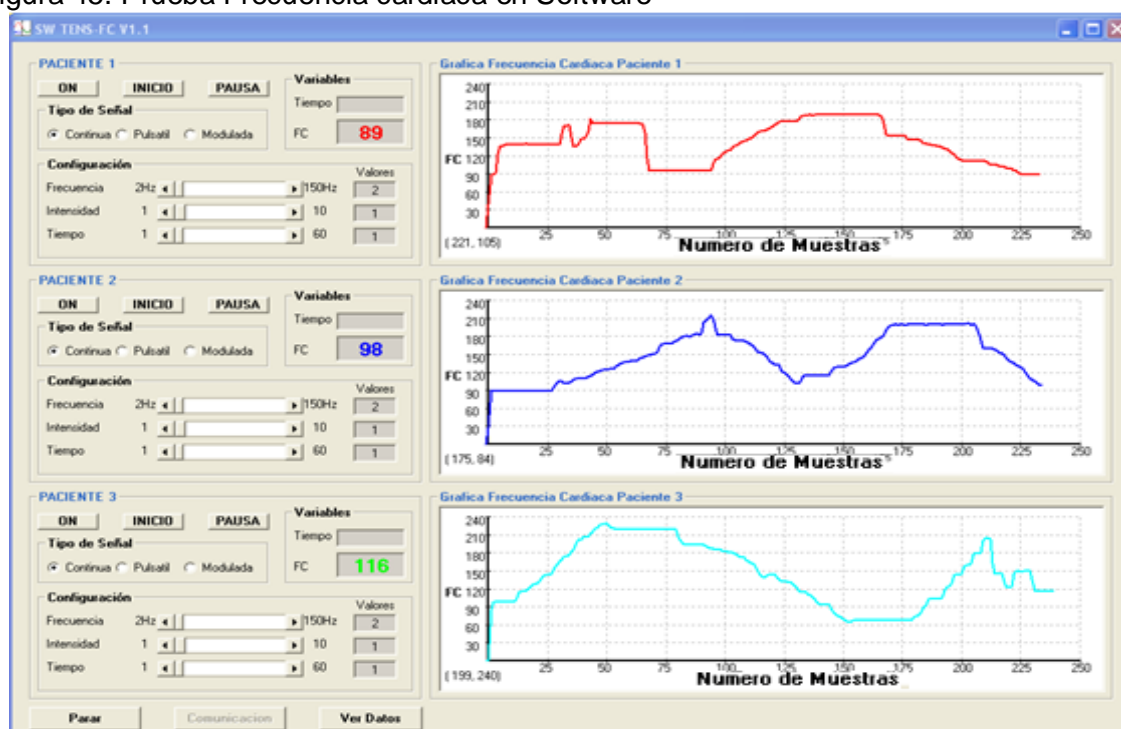 Figura 45. Prueba Frecuencia cardiaca en Software
SW TENS-FC V1.1
PACIENTE 1
ON INICIO PAUSA
Tipo de Señal
Continua Pulsatil Modulada
Variables
Tiempo
FC 89
Configuración
Valores
Frecuencia 2Hz 150Hz 2
Intensidad 1 10 1
Tiempo 1 60 1
Grafica Frecuencia Cardiaca Paciente 1
240
210
180
150
FC 120
90
60
30
25 50 75 100 125 150 175 200 225 250
(221, 105)
Numero de Muestras
PACIENTE 2
ON INICIO PAUSA
Tipo de Señal
Continua Pulsatil Modulada
Variables
Tiempo
FC 98
Configuración
Valores
Frecuencia 2Hz 150Hz 2
Intensidad 1 10 1
Tiempo 1 60 1
Grafica Frecuencia Cardiaca Paciente 2
240
210
180
150
FC 120
90
60
30
25 50 75 100 125 150 175 200 225 250
(175, 84)
Numero de Muestras
PACIENTE 3
ON INICIO PAUSA
Tipo de Señal
Continua Pulsatil Modulada
Variables
Tiempo
FC 116
Configuración
Valores
Frecuencia 2Hz 150Hz 2
Intensidad 1 10 1
Tiempo 1 60 1
Grafica Frecuencia Cardiaca Paciente 3
240
210
180
150
FC 120
90
60
30
25 50 75 100 125 150 175 200 225 250
(199, 240)
Numero de Muestras
Parar Comunicacion Ver Datos